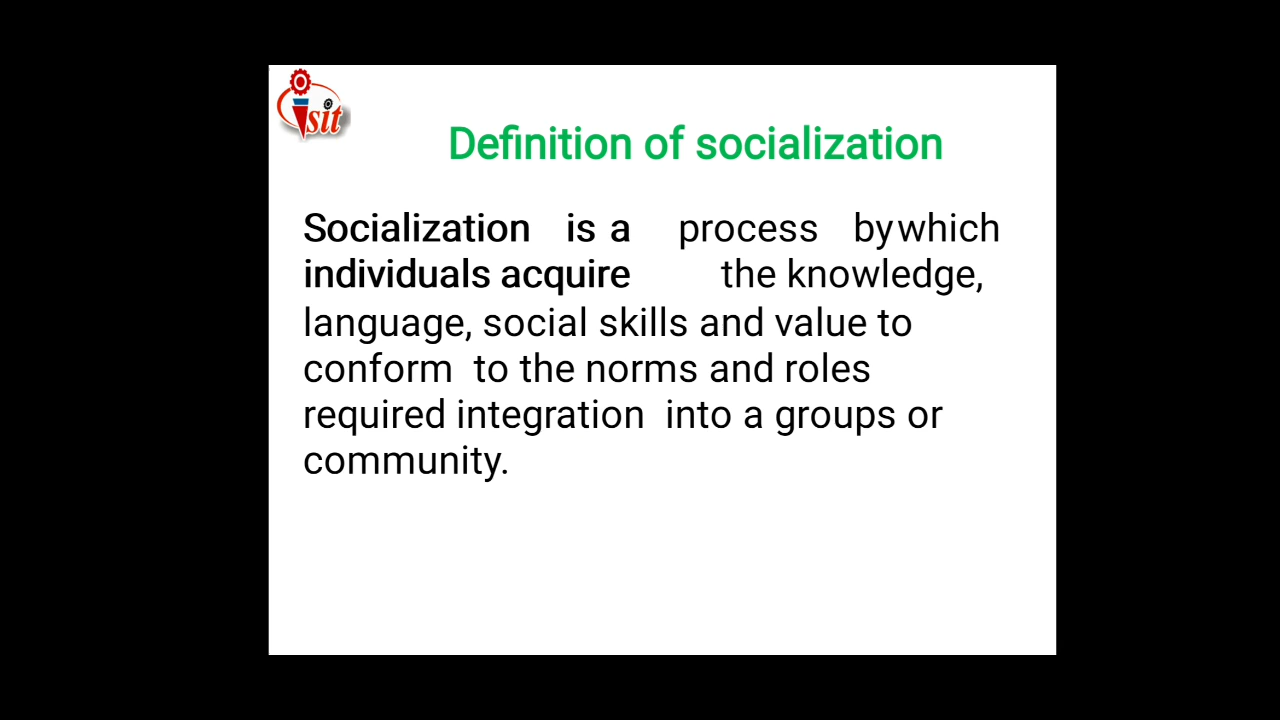 isit
Definition of socialization
Socialization is a process bywhich
individuals acquire the knowledge,
language, social skills and value to
conform to the norms and roles
required integration into a groups or
community.